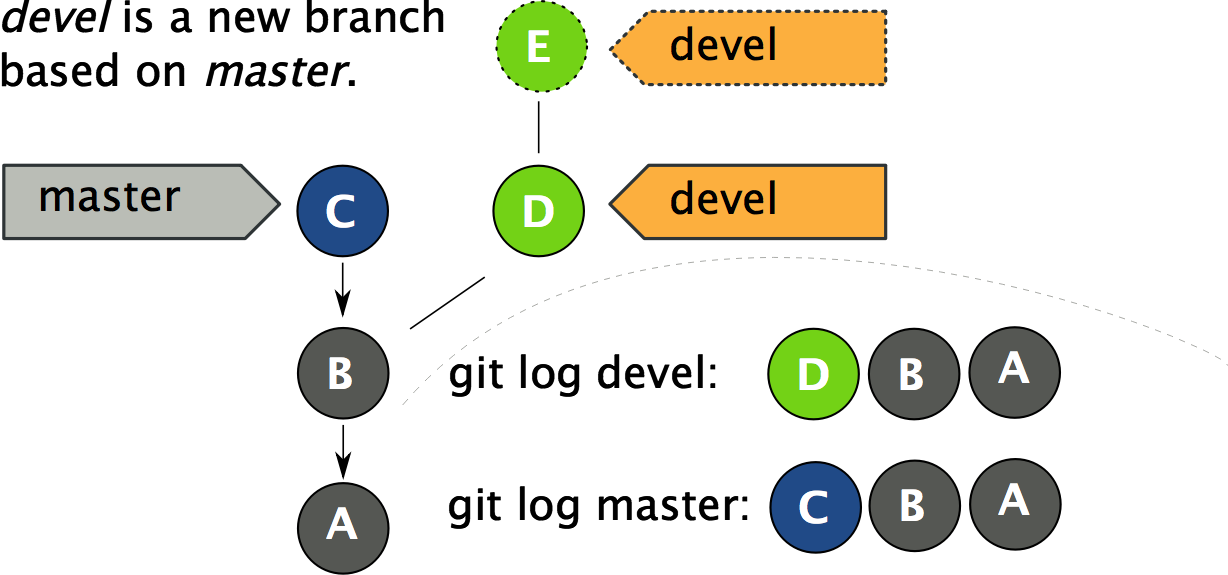 devel is a new branch
based on master.
E
devel
master
C
D
devel
B
git log devel:
D B A
A
git log master:
C B A